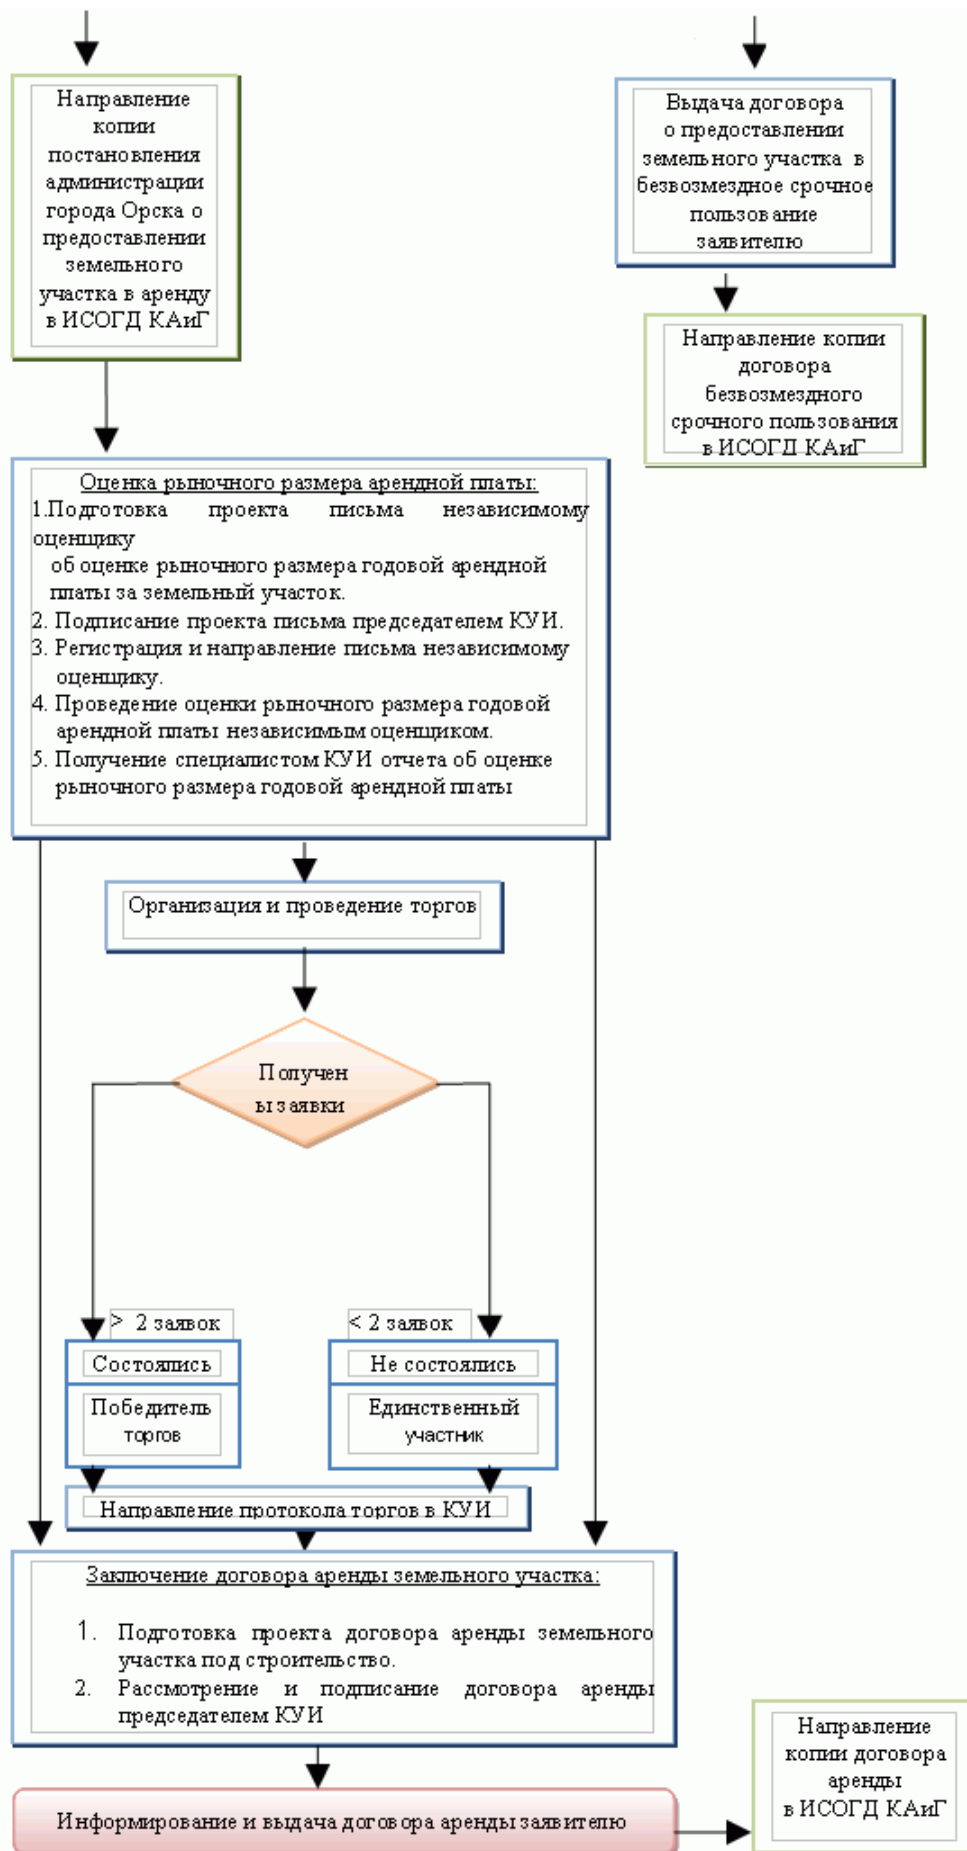 Направление
копии
постановления
администрации
города Орска о
предоставлении
земельного
участка в аренду
в ИСОГД КАиГ
Выдача договора
о предоставлении
земельного участка в
безвозмездное срочное
пользование
заявителю
Направление копии
договора
безвозмездного
срочного пользования
в ИСОГД КАиГ
Оценка рыночного размера арендной платы:
1.Подготовка проекта письма независимому
оценщику
об оценке рыночного размера годовой арендной
платы за земельный участок.
2. Подписание проекта письма председателем КУИ.
3. Регистрация и направление письма независимому
оценщику.
4. Проведение оценки рыночного размера годовой
арендной платы независимым оценщиком.
5. Получение специалистом КУИ отчета об оценке
рыночного размера годовой арендной платы
Организация и проведение торгов
Получен
ы заявки
> 2 заявок
< 2 заявок
Состоялись
Не состоялись
Победитель
торгов
Единственный
участник
Направление протокола торгов в КУИ
Заключение договора аренды земельного участка:
1. Подготовка проекта договора аренды земельного
участка под строительство.
2. Рассмотрение и подписание договора аренды
председателем КУИ
Информирование и выдача договора аренды заявителю
Направление
копии договора
аренды
в ИСОГД КАиГ